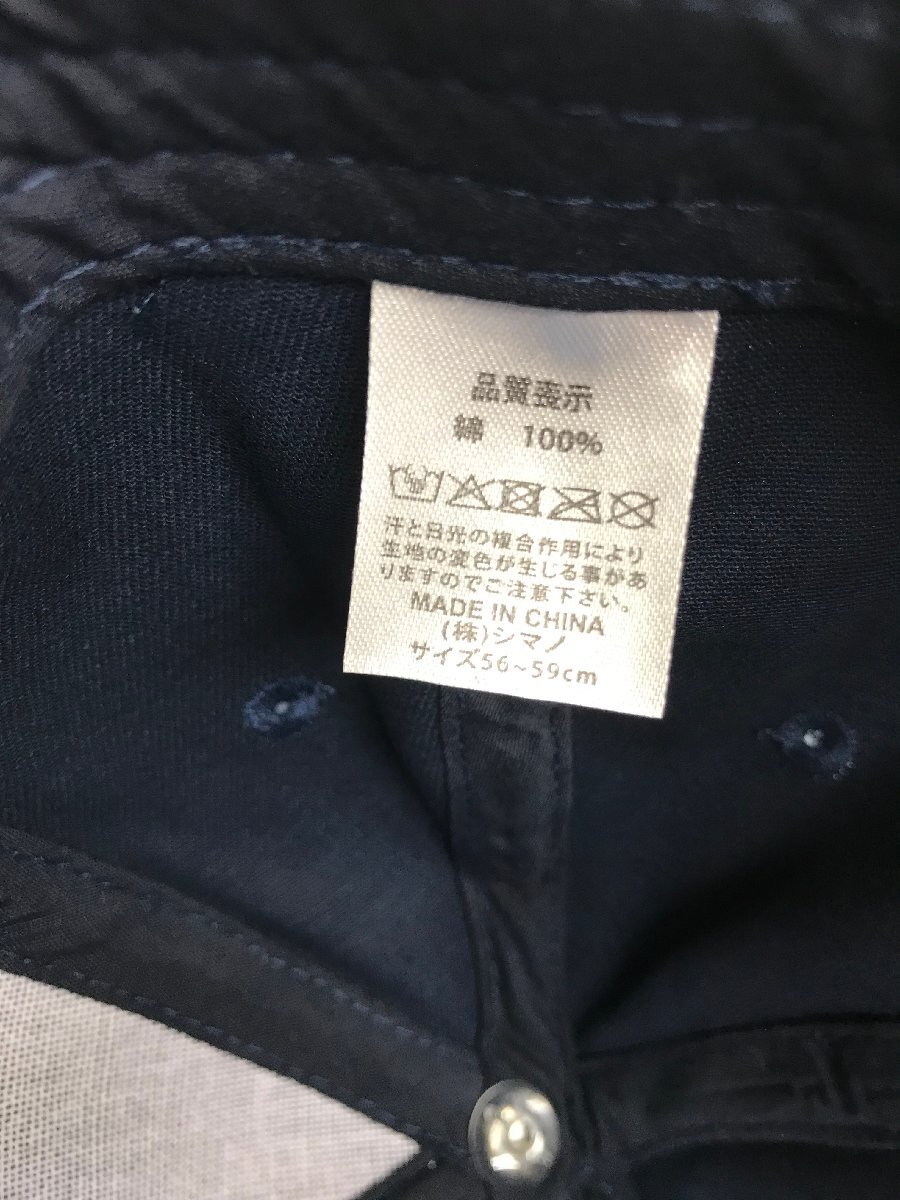 品質表示
綿 100%
汗と日光の複合作用により
生地の変色が生じる事があ
りますのでご注意下さい。
MADE IN CHINA
(株)シマノ
サイズ56~59cm